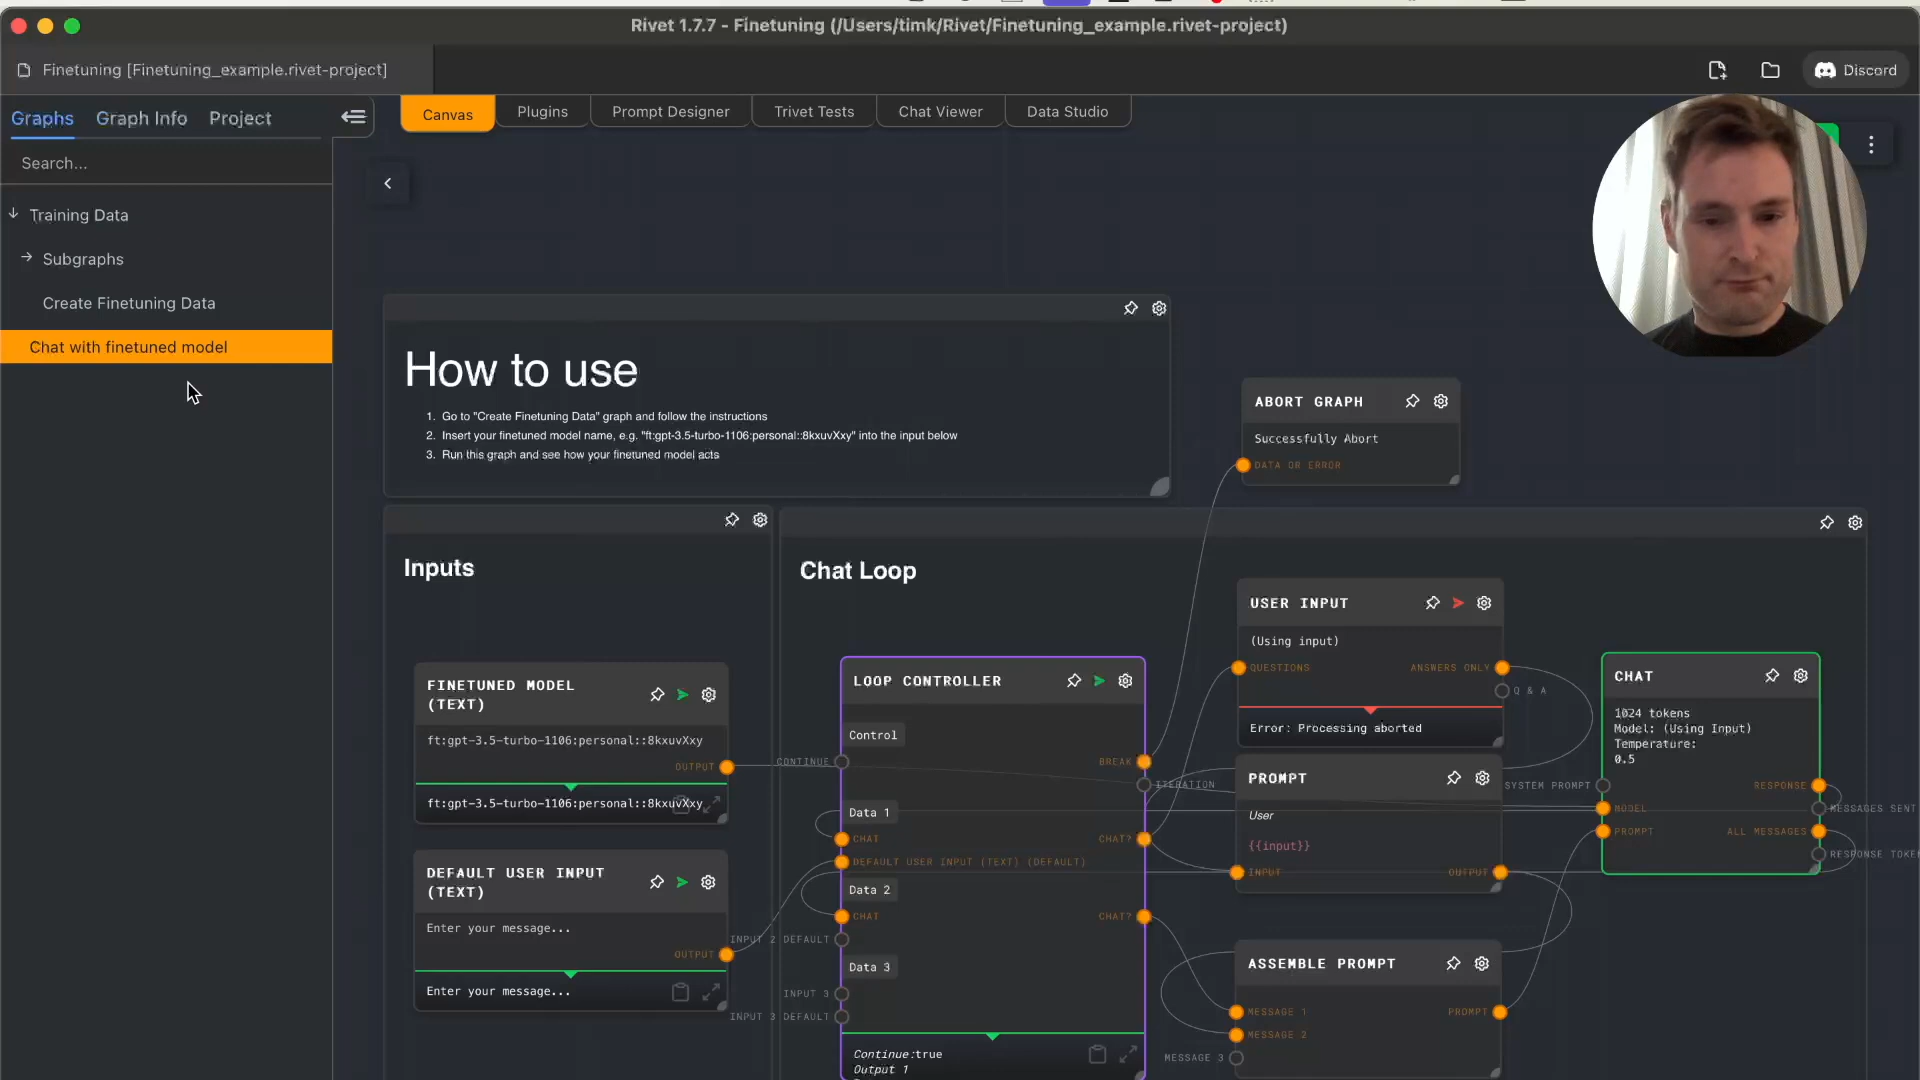 Rivet 1.7.7 - Finetuning (/Users/timk/Rivet/Finetuning_example.rivet-project)
Finetuning [Finetuning_example.rivet-project]
Discord
Graphs
Graph Info
Project
Canvas
Plugins
Prompt Designer
Trivet Tests
Chat Viewer
Data Studio
Search...
Training Data
Subgraphs
Create Finetuning Data
Chat with finetuned model
How to use
1. Go to "Create Finetuning Data" graph and follow the instructions
2. Insert your finetuned model name, e.g. "ft:gpt-3.5-turbo-1106:personal::8kxuvXxy" into the input below
3. Run this graph and see how your finetuned model acts
ABORT GRAPH
Successfully Abort
DATA OR ERROR
Inputs
FINETUNED MODEL
(TEXT)
ft:gpt-3.5-turbo-1106:personal::8kxuvXxy
OUTPUT
ft:gpt-3.5-turbo-1106:personal::8kxuvXxy
DEFAULT USER INPUT
(TEXT)
Enter your message...
OUTPUT
Enter your message...
Chat Loop
LOOP CONTROLLER
Control
CONTINUE
BREAK
ITERATION
Data 1
CHAT
CHAT?
DEFAULT USER INPUT (TEXT) (DEFAULT)
Data 2
CHAT
CHAT?
INPUT 2 DEFAULT
Data 3
INPUT 3
INPUT 3 DEFAULT
Continue:true
Output 1
USER INPUT
(Using input)
QUESTIONS
ANSWERS ONLY
Q & A
Error: Processing aborted
PROMPT
User
{{input}}
INPUT
OUTPUT
ASSEMBLE PROMPT
MESSAGE 1
PROMPT
MESSAGE 2
MESSAGE 3
CHAT
1024 tokens
Model: (Using Input)
Temperature:
0.5
SYSTEM PROMPT
RESPONSE
MODEL
MESSAGES SENT
PROMPT
ALL MESSAGES
RESPONSE TOKE